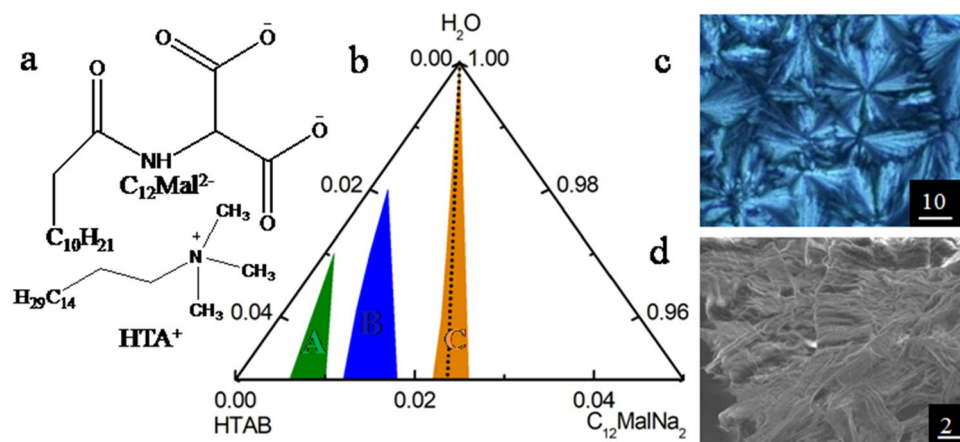 a
O
O
Ō
O
Ō
NH
O
C₁₂Mal²⁻
C₁₀H₂₁
CH₃
+
N
CH₃
H₂₉C₁₄
CH₃
HTA⁺
b
H₂O
0.00 1.00
0.02
0.98
0.04
0.96
A
B
C
0.00
0.02
0.04
HTAB
C₁₂MalNa₂
c
10
d
2